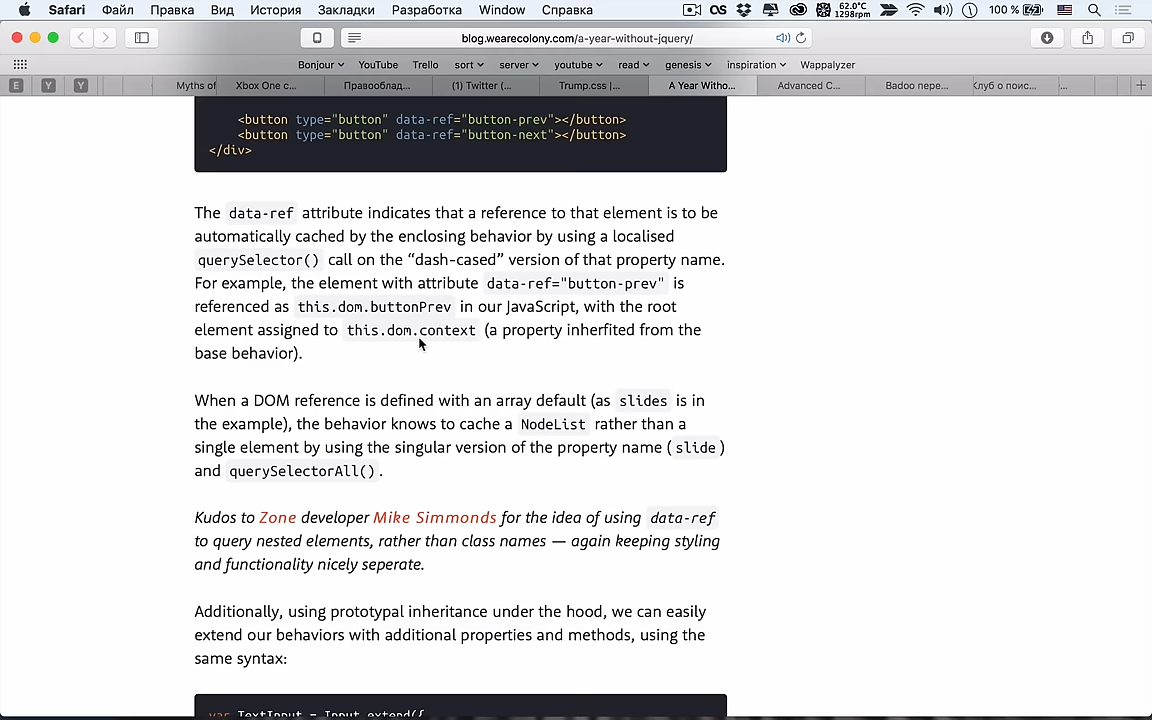 Safari Файл Правка Вид История Закладки Разработка Window Справка OS 62.0°C 1298rpm 100 %
blog.wearecolony.com/a-year-without-jquery/
Bonjour YouTube Trello sort server youtube read genesis inspiration Wappalyzer
E Y Y Myths of Xbox One c... Правообллад... (1) Twitter (... Trump.css |... A Year Witho... Advanced C... Badoo пере... Клуб о поис... ...
<button type="button" data-ref="button-prev"></button>
<button type="button" data-ref="button-next"></button>
</div>
The data-ref attribute indicates that a reference to that element is to be
automatically cached by the enclosing behavior by using a localised
querySelector() call on the “dash-cased” version of that property name.
For example, the element with attribute data-ref="button-prev" is
referenced as this.dom.buttonPrev in our JavaScript, with the root
element assigned to this.dom.context (a property inherfited from the
base behavior).
When a DOM reference is defined with an array default (as slides is in
the example), the behavior knows to cache a NodeList rather than a
single element by using the singular version of the property name (slide)
and querySelectorAll().
Kudos to Zone developer Mike Simmonds for the idea of using data-ref
to query nested elements, rather than class names — again keeping styling
and functionality nicely seperate.
Additionally, using prototypal inheritance under the hood, we can easily
extend our behaviors with additional properties and methods, using the
same syntax:
var TextInput = Input.extend({